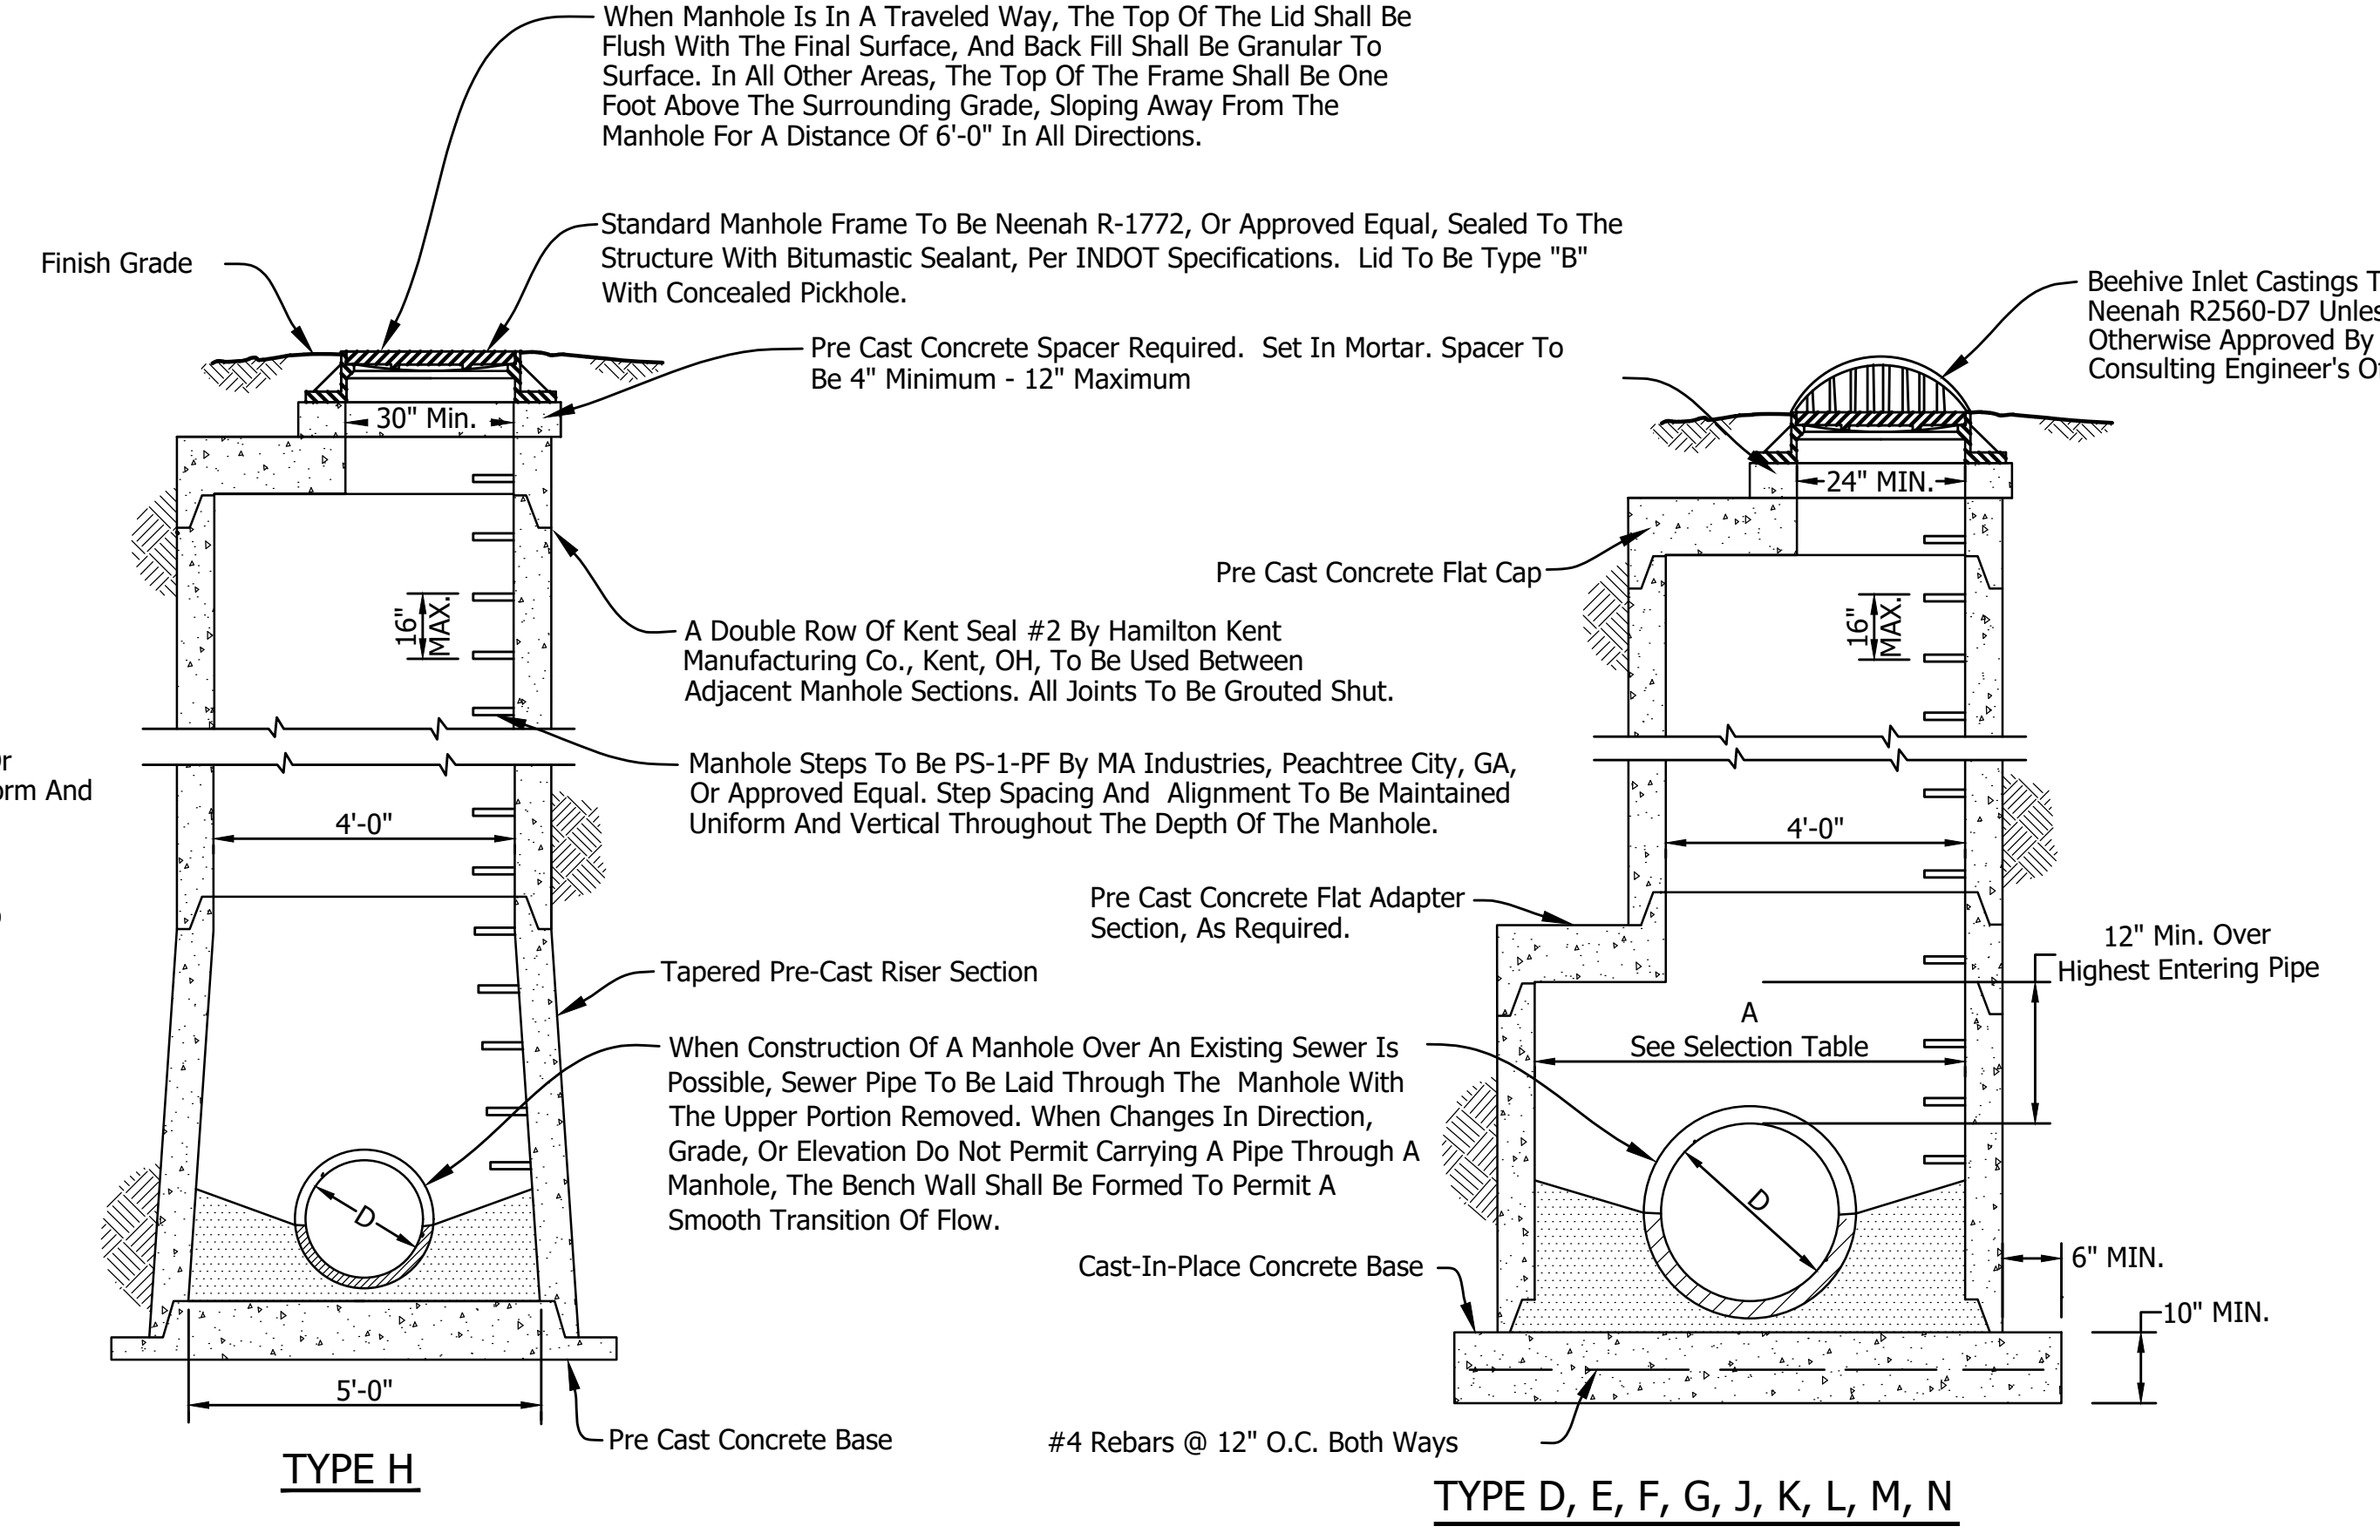 When Manhole Is In A Traveled Way, The Top Of The Lid Shall Be
Flush With The Final Surface, And Back Fill Shall Be Granular To
Surface. In All Other Areas, The Top Of The Frame Shall Be One
Foot Above The Surrounding Grade, Sloping Away From The
Manhole For A Distance Of 6'-0" In All Directions.
Standard Manhole Frame To Be Neenah R-1772, Or Approved Equal, Sealed To The
Structure With Bitumastic Sealant, Per INDOT Specifications. Lid To Be Type "B"
With Concealed Pickhole.
Finish Grade
Pre Cast Concrete Spacer Required. Set In Mortar. Spacer To
Be 4" Minimum - 12" Maximum
30" Min.
16"
MAX.
A Double Row Of Kent Seal #2 By Hamilton Kent
Manufacturing Co., Kent, OH, To Be Used Between
Adjacent Manhole Sections. All Joints To Be Grouted Shut.
Manhole Steps To Be PS-1-PF By MA Industries, Peachtree City, GA,
Or Approved Equal. Step Spacing And Alignment To Be Maintained
Uniform And Vertical Throughout The Depth Of The Manhole.
And
4'-0"
Tapered Pre-Cast Riser Section
When Construction Of A Manhole Over An Existing Sewer Is
Possible, Sewer Pipe To Be Laid Through The Manhole With
The Upper Portion Removed. When Changes In Direction,
Grade, Or Elevation Do Not Permit Carrying A Pipe Through A
Manhole, The Bench Wall Shall Be Formed To Permit A
Smooth Transition Of Flow.
D
5'-0"
Pre Cast Concrete Base
TYPE H
Beehive Inlet Castings
Neenah R2560-D7
Otherwise Approved By
Consulting Engineer's
24" MIN.
Pre Cast Concrete Flat Cap
16"
MAX.
4'-0"
Pre Cast Concrete Flat Adapter
Section, As Required.
12" Min. Over
Highest Entering Pipe
A
See Selection Table
D
Cast-In-Place Concrete Base
6" MIN.
10" MIN.
#4 Rebars @ 12" O.C. Both Ways
TYPE D, E, F, G, J, K, L, M, N